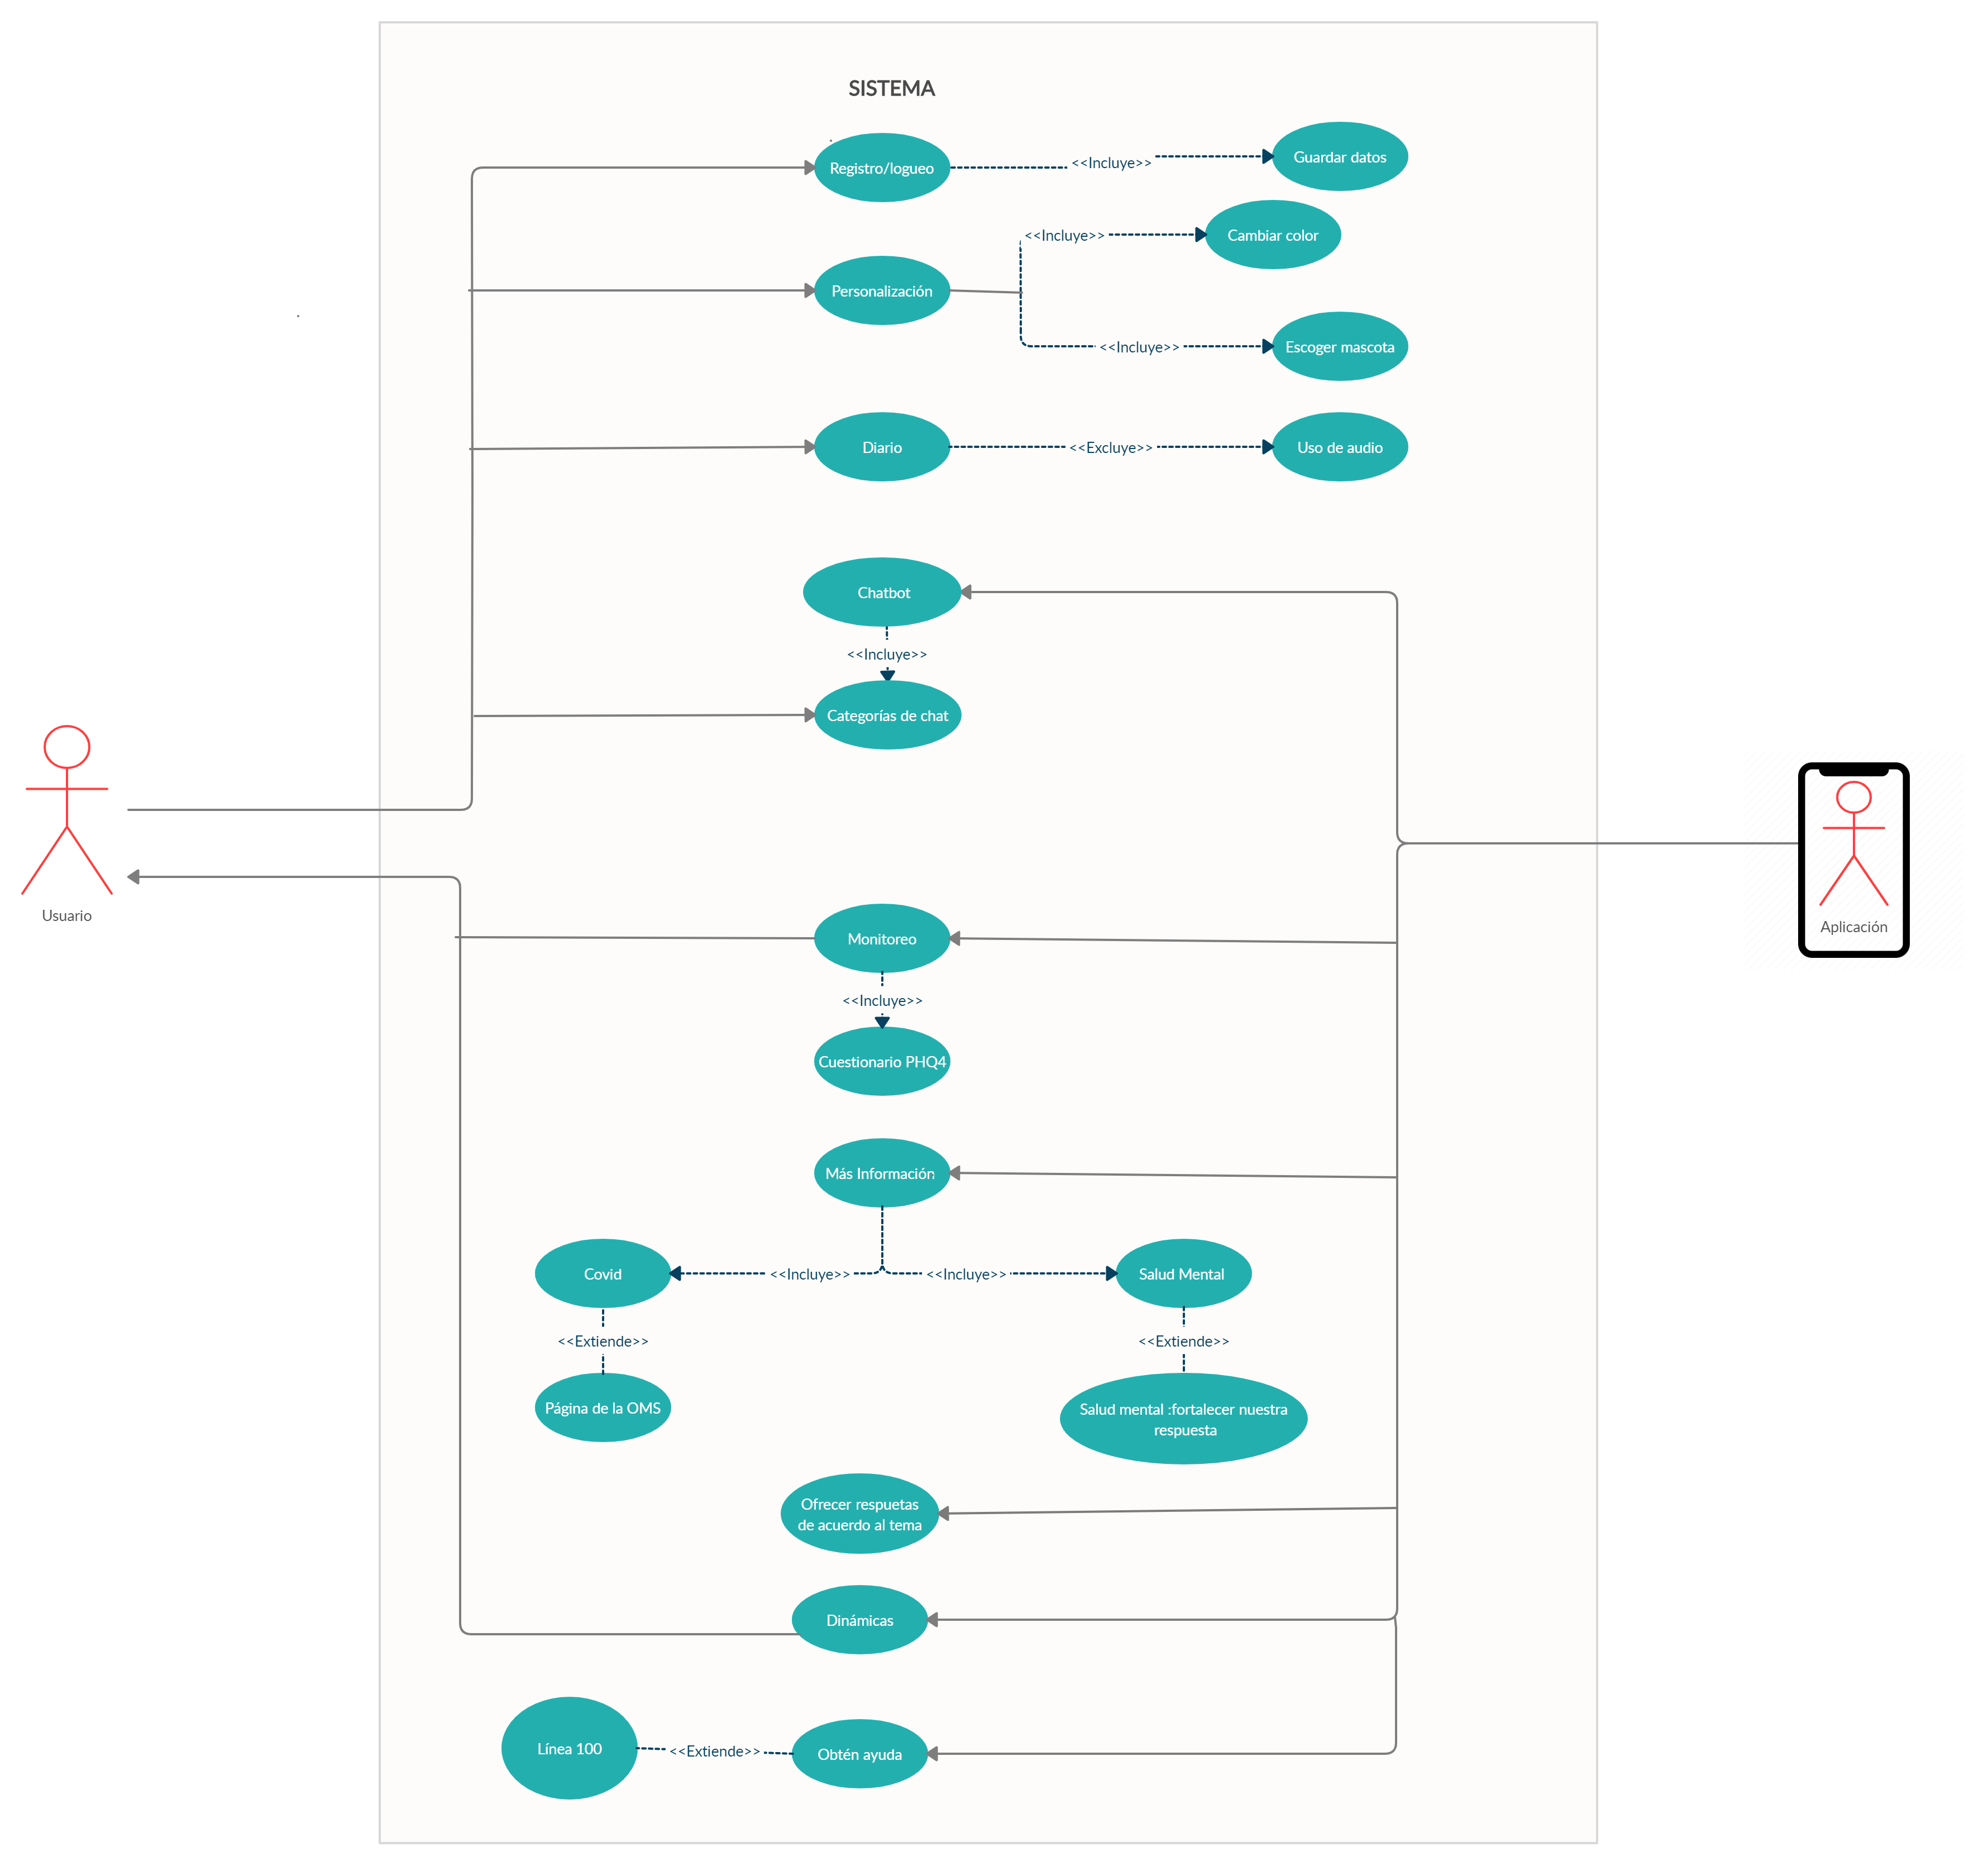 SISTEMA
Registro/logueo
<<Incluye>>
Guardar datos
<<Incluye>>
Cambiar color
Personalización
<<Incluye>>
Escoger mascota
Diario
<<Excluye>>
Uso de audio
Chatbot
<<Incluye>>
Categorías de chat
Usuario
Aplicación
Monitoreo
<<Incluye>>
Cuestionario PHQ4
Más Información
Covid
<<Incluye>>
<<Incluye>>
Salud Mental
<<Extiende>>
<<Extiende>>
Página de la OMS
Salud mental :fortalecer nuestra
respuesta
Ofrecer respuetas
de acuerdo al tema
Dinámicas
Línea 100
<<Extiende>>
Obtén ayuda